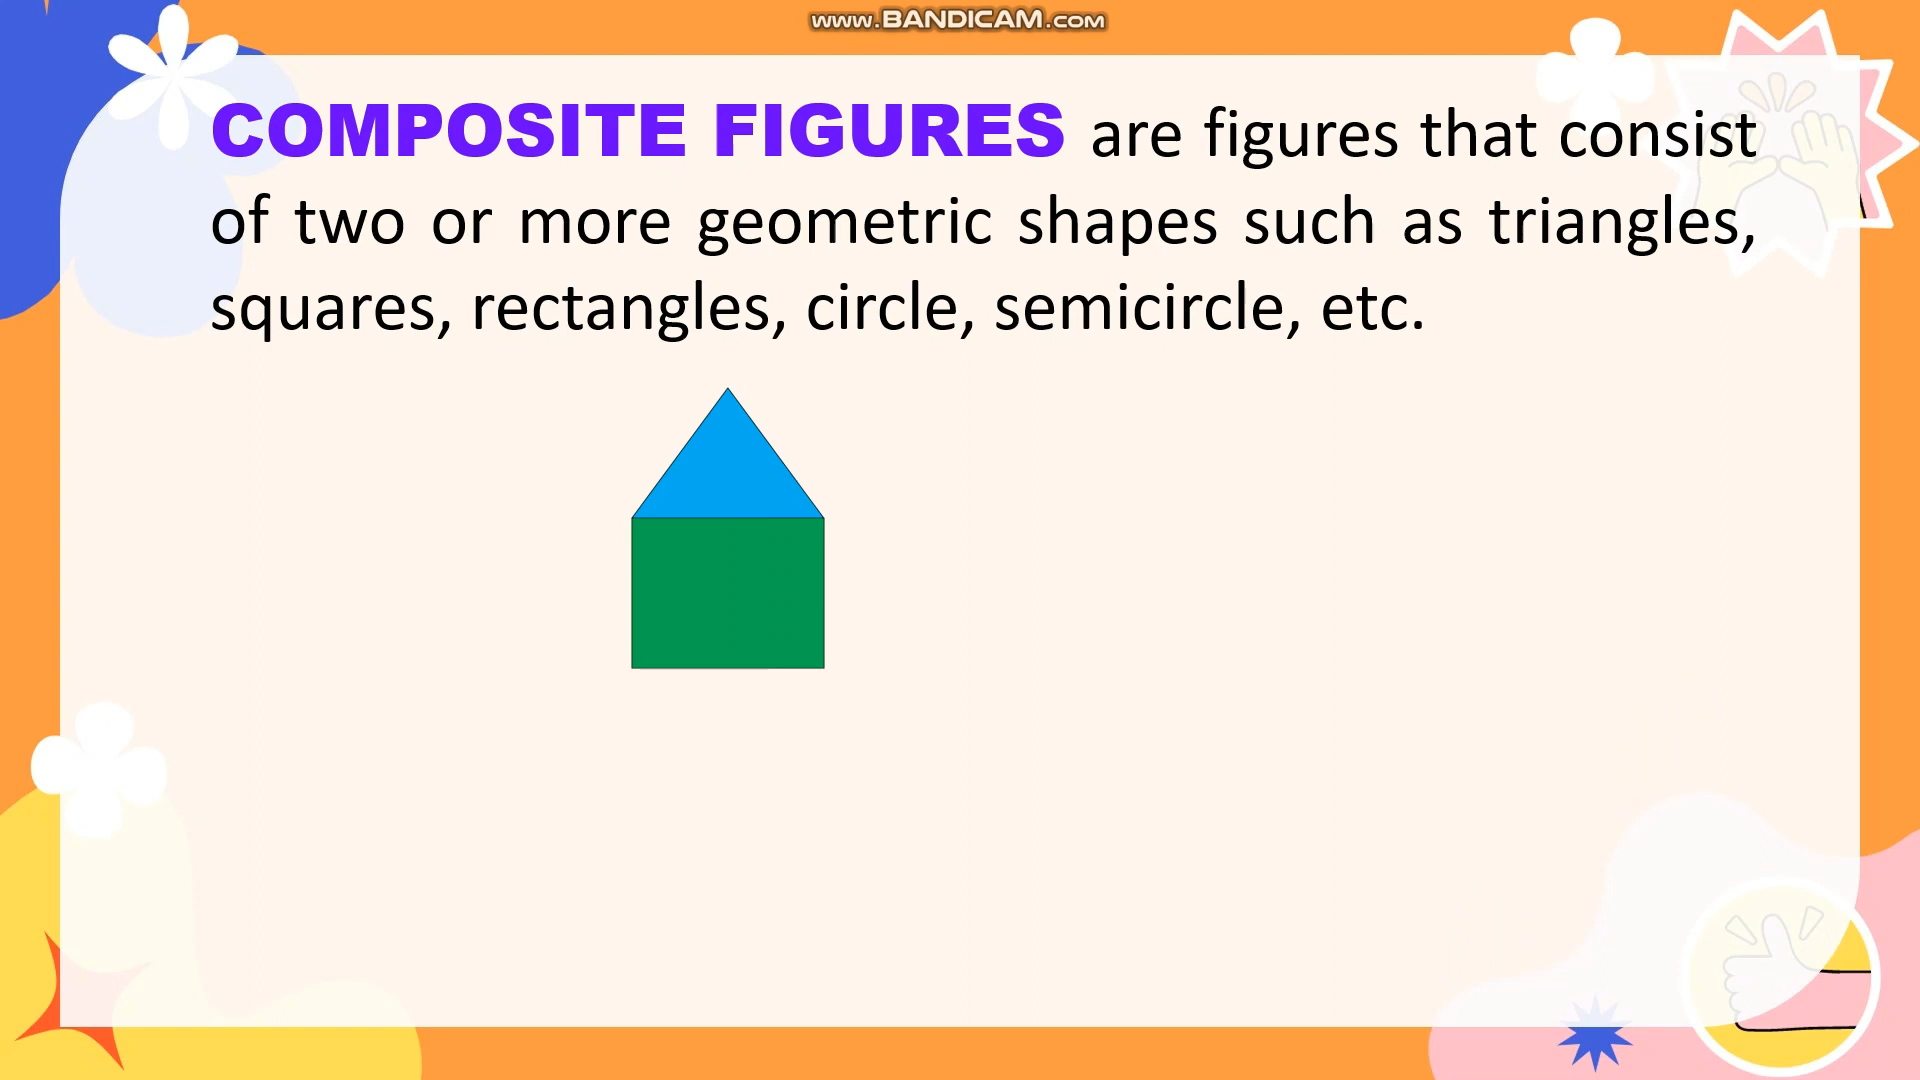 www.BANDICAM.com
COMPOSITE FIGURES are figures that consist
of two or more geometric shapes such as triangles,
squares, rectangles, circle, semicircle, etc.